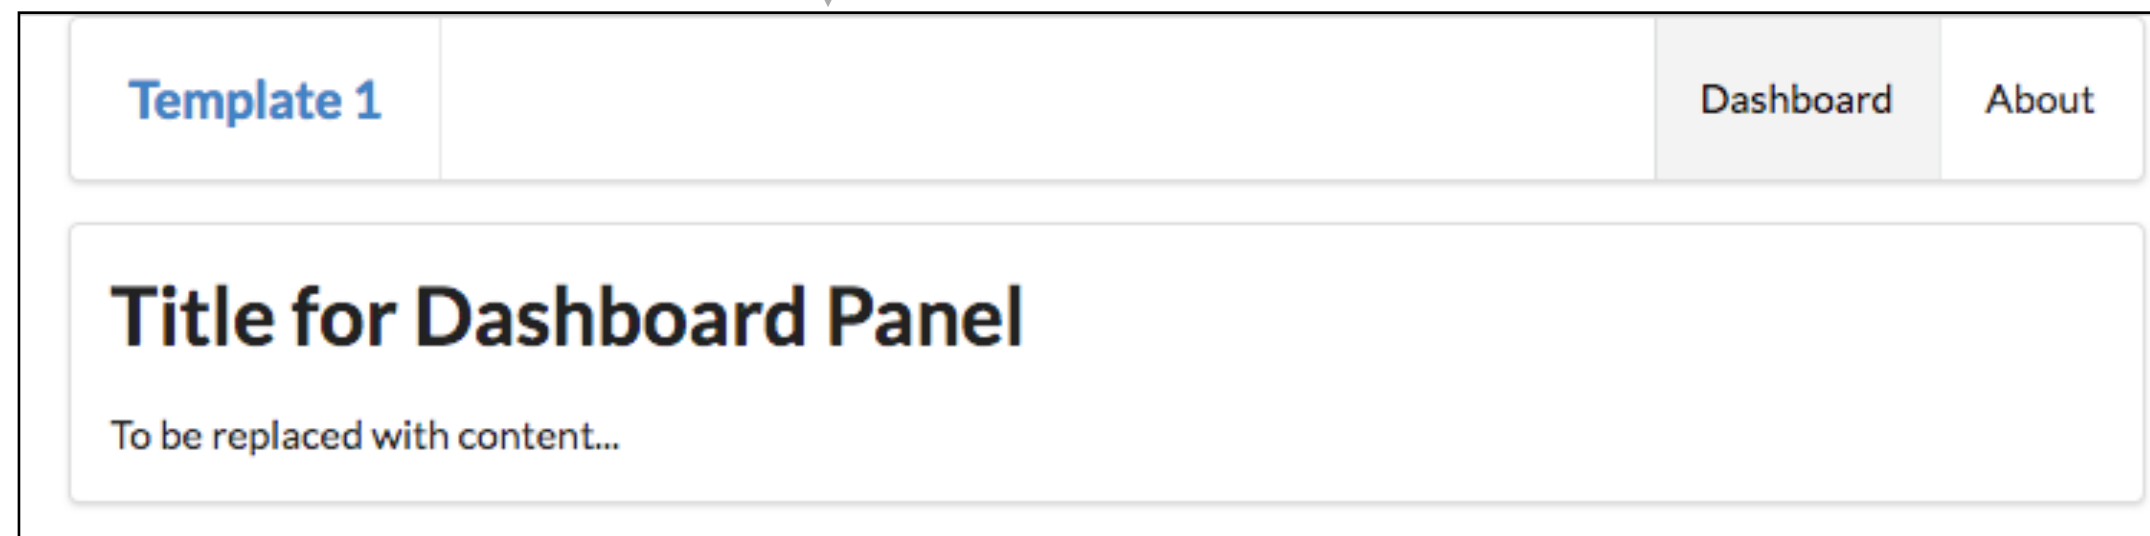 Template 1
Dashboard
About
Title for Dashboard Panel
To be replaced with content...